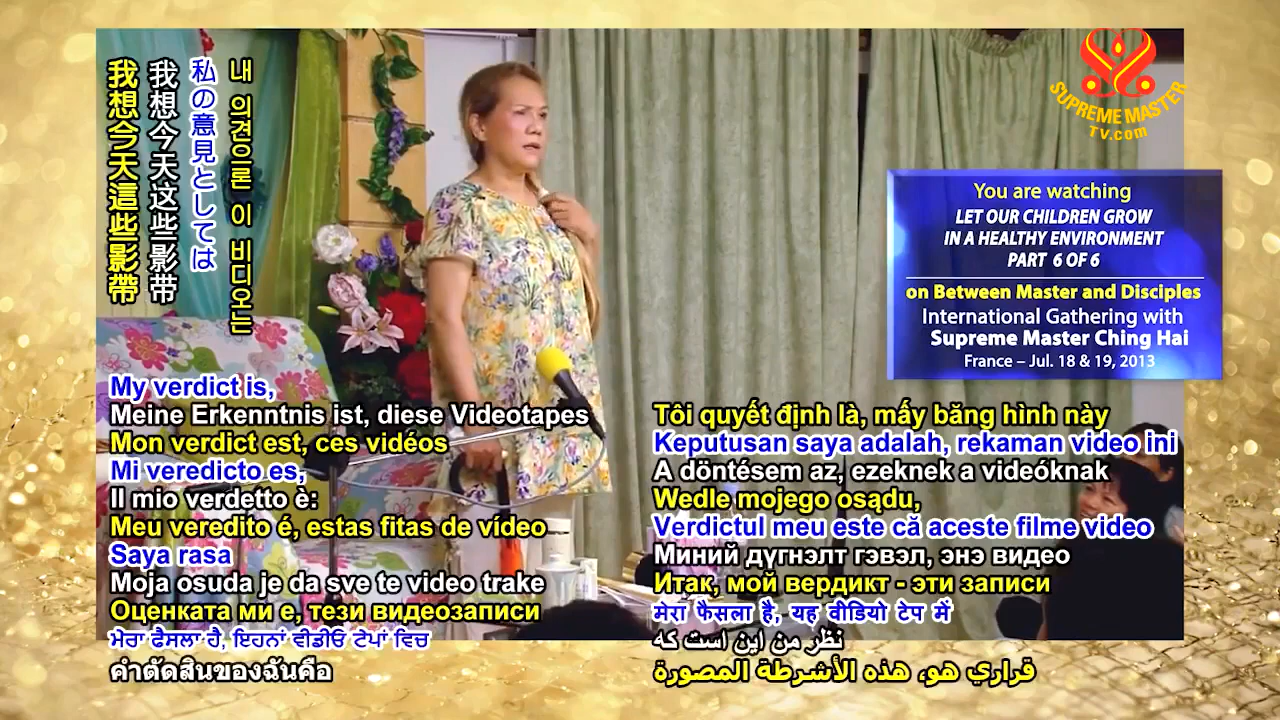 我想今天這些影帶
我想今天这些影带
私の意見としては
내 의견으론 이 비디오는
SUPREME MASTER
TV.com
You are watching
LET OUR CHILDREN GROW
IN A HEALTHY ENVIRONMENT
PART 6 OF 6
on Between Master and Disciples
International Gathering with
Supreme Master Ching Hai
France – Jul. 18 & 19, 2013
My verdict is,
Meine Erkenntnis ist, diese Videotapes
Mon verdict est, ces vidéos
Mi veredicto es,
Il mio verdetto è:
Meu veredito é, estas fitas de vídeo
Saya rasa
Moja osuda je da sve te video trake
Оценката ми е, тези видеозаписи
ਮੇਰਾ ਫੈਸਲਾ ਹੈ, ਇਹਨਾਂ ਵੀਡੀਓ ਟੇਪਾਂ ਵਿਚ
คำตัดสินของฉันคือ
Tôi quyết định là, mấy băng hình này
Keputusan saya adalah, rekaman video ini
A döntésem az, ezeknek a videóknak
Wedle mojego osądu,
Verdictul meu este că aceste filme video
Миний дүгнэлт гэвэл, энэ видео
Итак, мой вердикт - эти записи
मेरा फैसला है, यह वीडियो टेप में
نظر من این است که
قراري هو، هذه الأشرطة المصورة